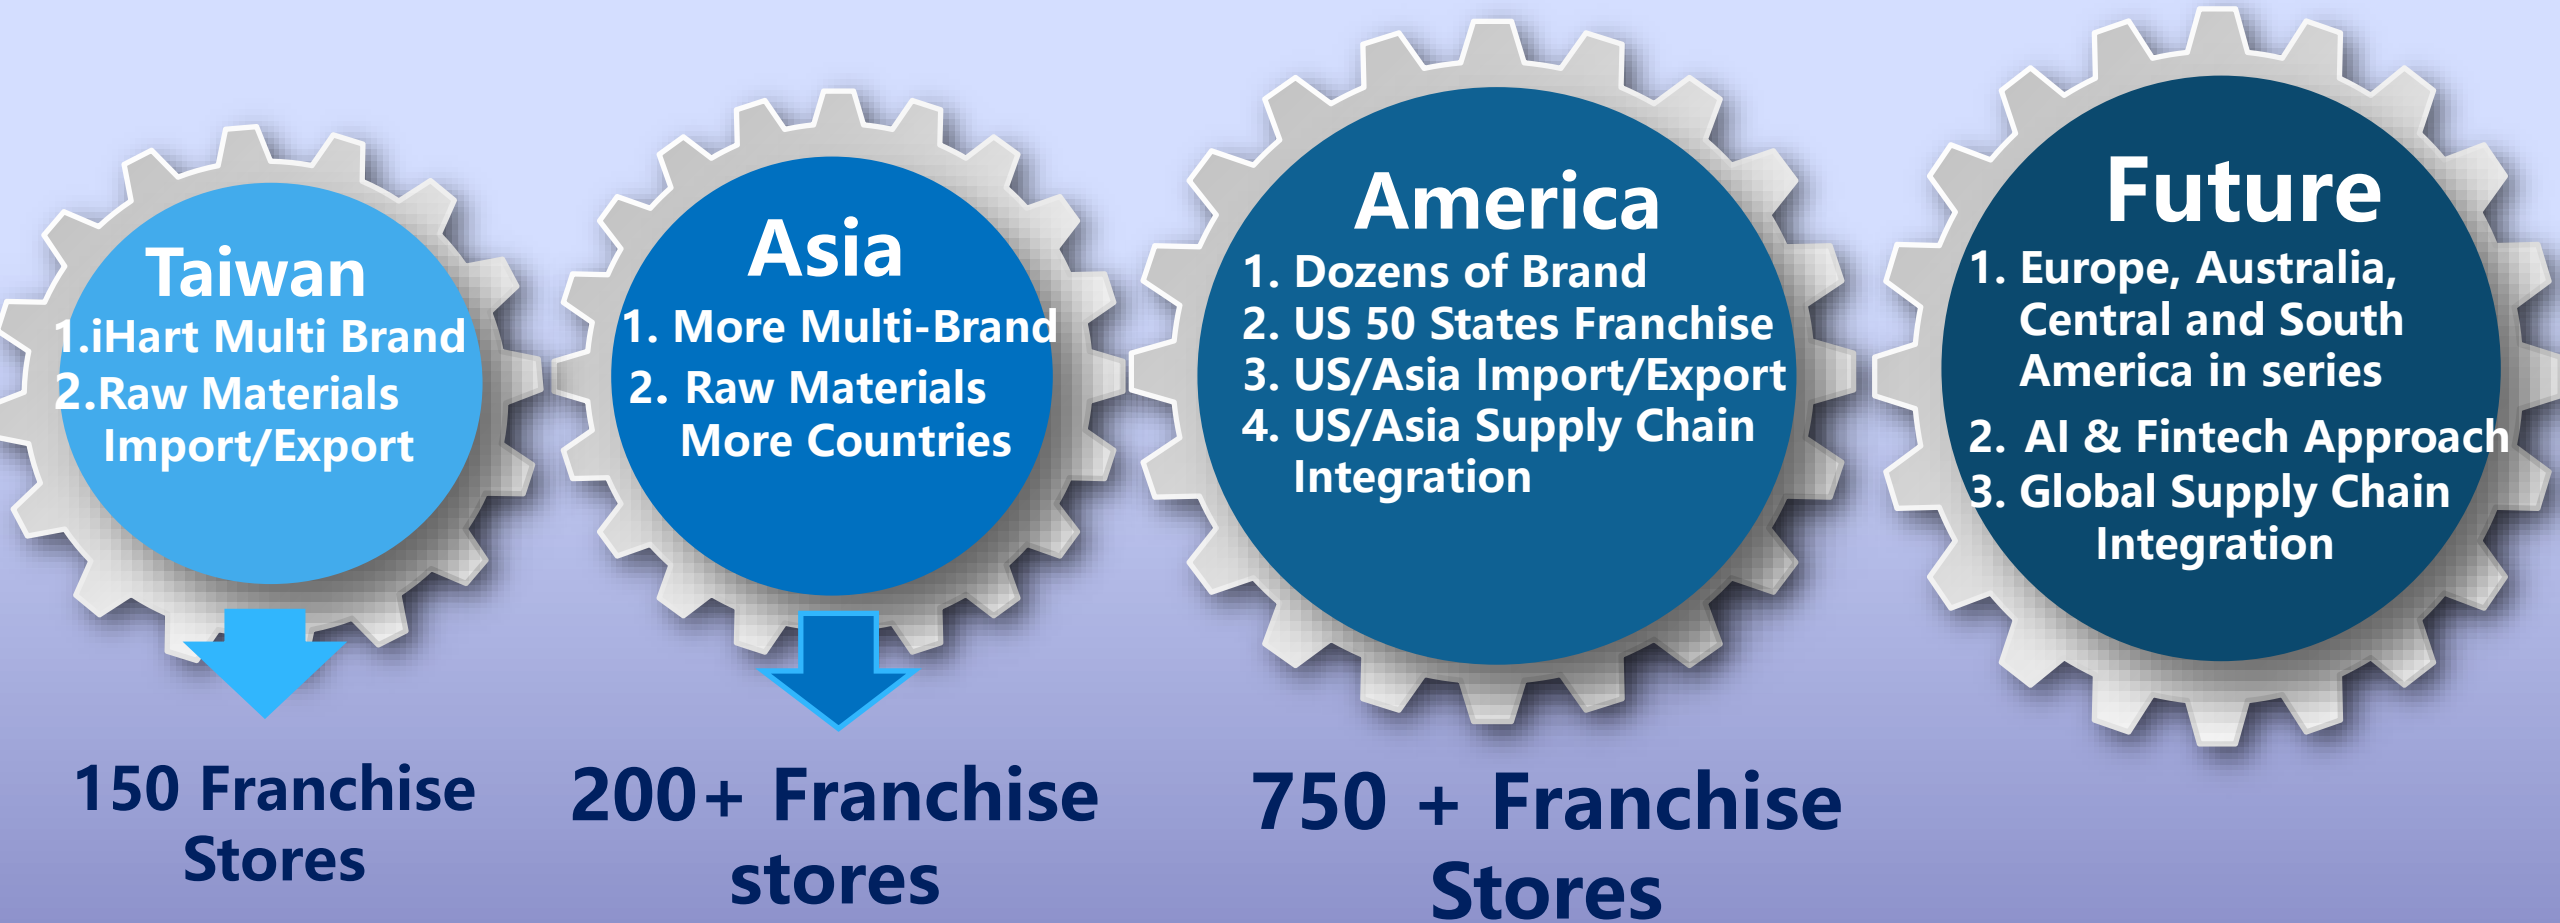 Taiwan
1.iHart Multi Brand
2.Raw Materials
Import/Export
150 Franchise
Stores
Asia
1. More Multi-Brand
2. Raw Materials
More Countries
200+ Franchise
stores
America
1. Dozens of Brand
2. US 50 States Franchise
3. US/Asia Import/Export
4. US/Asia Supply Chain
Integration
750 + Franchise
Stores
Future
1. Europe, Australia,
Central and South
America in series
2. AI & Fintech Approach
3. Global Supply Chain
Integration